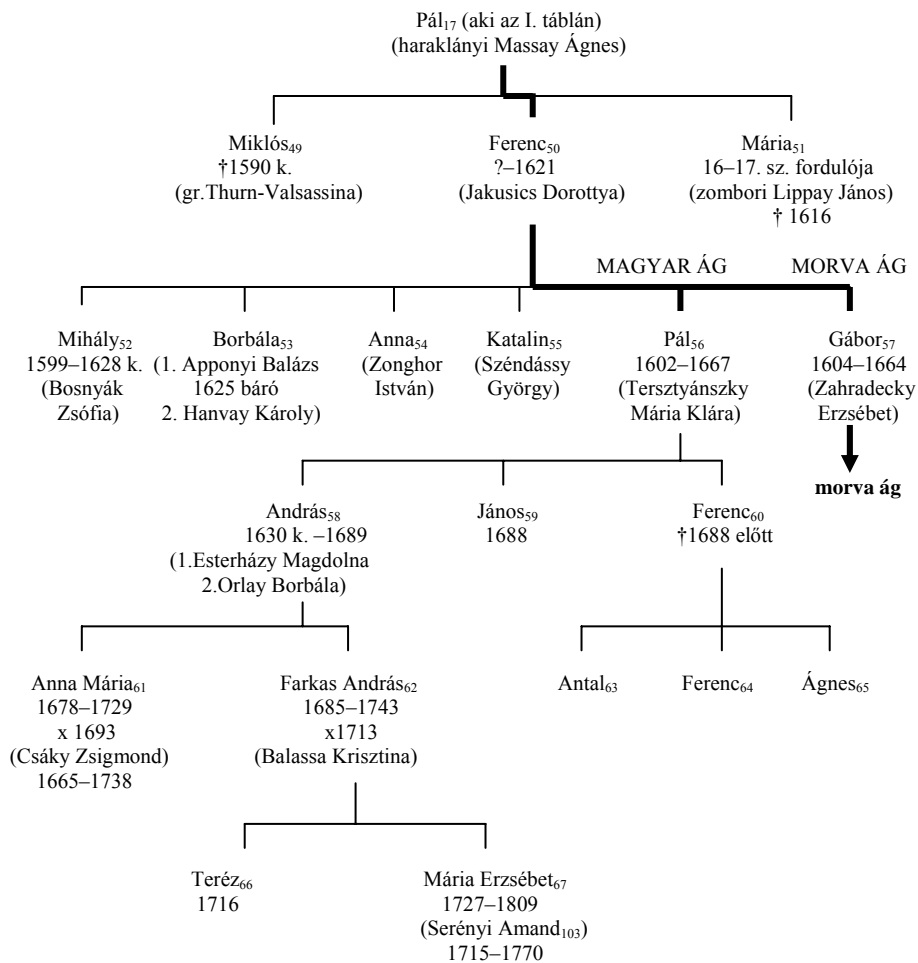 Pál17 (aki az I. táblán)
(haraklányi Massay Ágnes)
Miklós49
†1590 k.
(gr.Thurn-Valsassina)
Ferenc50
?–1621
(Jakusics Dorottya)
Mária51
16–17. sz. fordulója
(zombori Lippay János)
† 1616
MAGYAR ÁG
MORVA ÁG
Mihály52
1599–1628 k.
(Bosnyák
Zsófia)
Borbála53
(1. Apponyi Balázs
1625 báró
2. Hanvay Károly)
Anna54
(Zonghor
István)
Katalin55
(Széndássy
György)
Pál56
1602–1667
(Tersztyánszky
Mária Klára)
Gábor57
1604–1664
(Zahradecky
Erzsébet)
morva ág
András58
1630 k. –1689
(1.Esterházy Magdolna
2.Orlay Borbála)
János59
1688
Ferenc60
†1688 előtt
Anna Mária61
1678–1729
x 1693
(Csáky Zsigmond)
1665–1738
Farkas András62
1685–1743
x1713
(Balassa Krisztina)
Antal63
Ferenc64
Ágnes65
Teréz66
1716
Mária Erzsébet67
1727–1809
(Serényi Amand103)
1715–1770